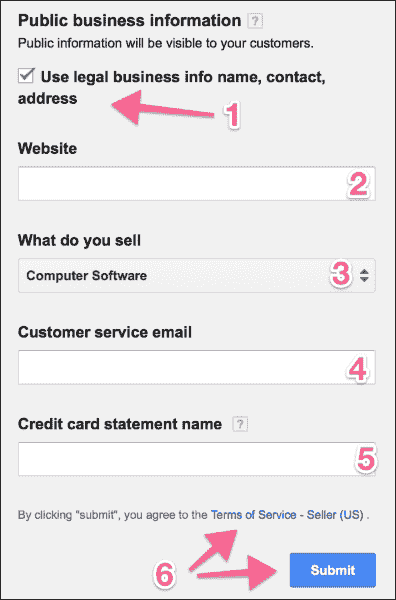 Public business information ?
Public information will be visible to your customers.
Use legal business info name, contact,
address
1
Website
2
What do you sell
Computer Software 3
Customer service email
4
Credit card statement name ?
5
By clicking "submit", you agree to the Terms of Service - Seller (US) .
6
Submit